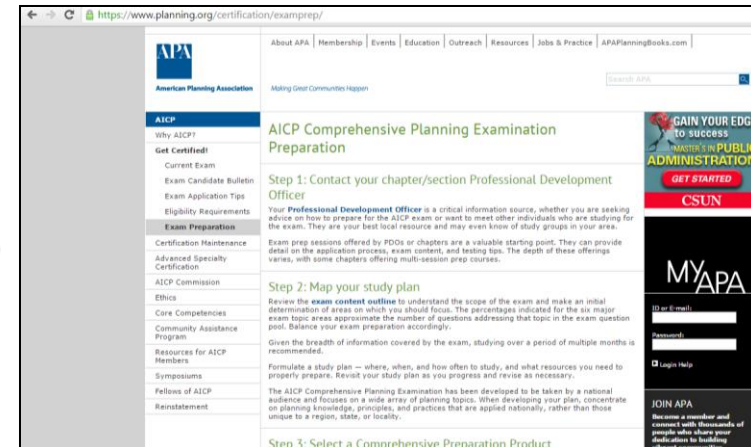 https://www.planning.org/certification/examprep/
About APA | Membership | Events | Education | Outreach | Resources | Jobs & Practice | APAPlanningBooks.com |
APA
American Planning Association
Making Great Communities Happen
Search APA
AICP
Why AICP?
Get Certified!
Current Exam
Exam Candidate Bulletin
Exam Application Tips
Eligibility Requirements
Exam Preparation
Certification Maintenance
Advanced Specialty
Certification
AICP Commission
Ethics
Core Competencies
Community Assistance
Program
Resources for AICP
Members
Symposiums
Fellows of AICP
Reinstatement
AICP Comprehensive Planning Examination
Preparation
Step 1: Contact your chapter/section Professional Development
Officer
Your Professional Development Officer is a critical information source, whether you are seeking
advice on how to prepare for the AICP exam or want to meet other individuals who are studying for
the exam. They are your best local resource and may even know of study groups in your area.
Exam prep sessions offered by PDOs or chapters are a valuable starting point. They can provide
detail on the application process, exam content, and testing tips. The depth of these offerings
varies, with some chapters offering multi-session prep courses.
Step 2: Map your study plan
Review the exam content outline to understand the scope of the exam and make an initial
determination of areas on which you should focus. The percentages indicated for the six major
exam topic areas approximate the number of questions addressing that topic in the exam question
pool. Balance your exam preparation accordingly.
Given the breadth of information covered by the exam, studying over a period of multiple months is
recommended.
Formulate a study plan — where, when, and how often to study, and what resources you need to
properly prepare. Revisit your study plan as you progress and revise as necessary.
The AICP Comprehensive Planning Examination has been developed to be taken by a national
audience and focuses on a wide array of planning topics. When developing your plan, concentrate
on planning knowledge, principles, and practices that are applied nationally, rather than those
unique to a region, state, or locality.
Step 3: Select a Comprehensive Preparation Product
GAIN YOUR EDG
to success
MASTER'S IN PUBLI
ADMINISTRATION
GET STARTED
CSUN
MYAPA
ID or E-mail:
Password:
Login Help
JOIN APA
Become a member and
connect with thousands of
people who share your
dedication to building